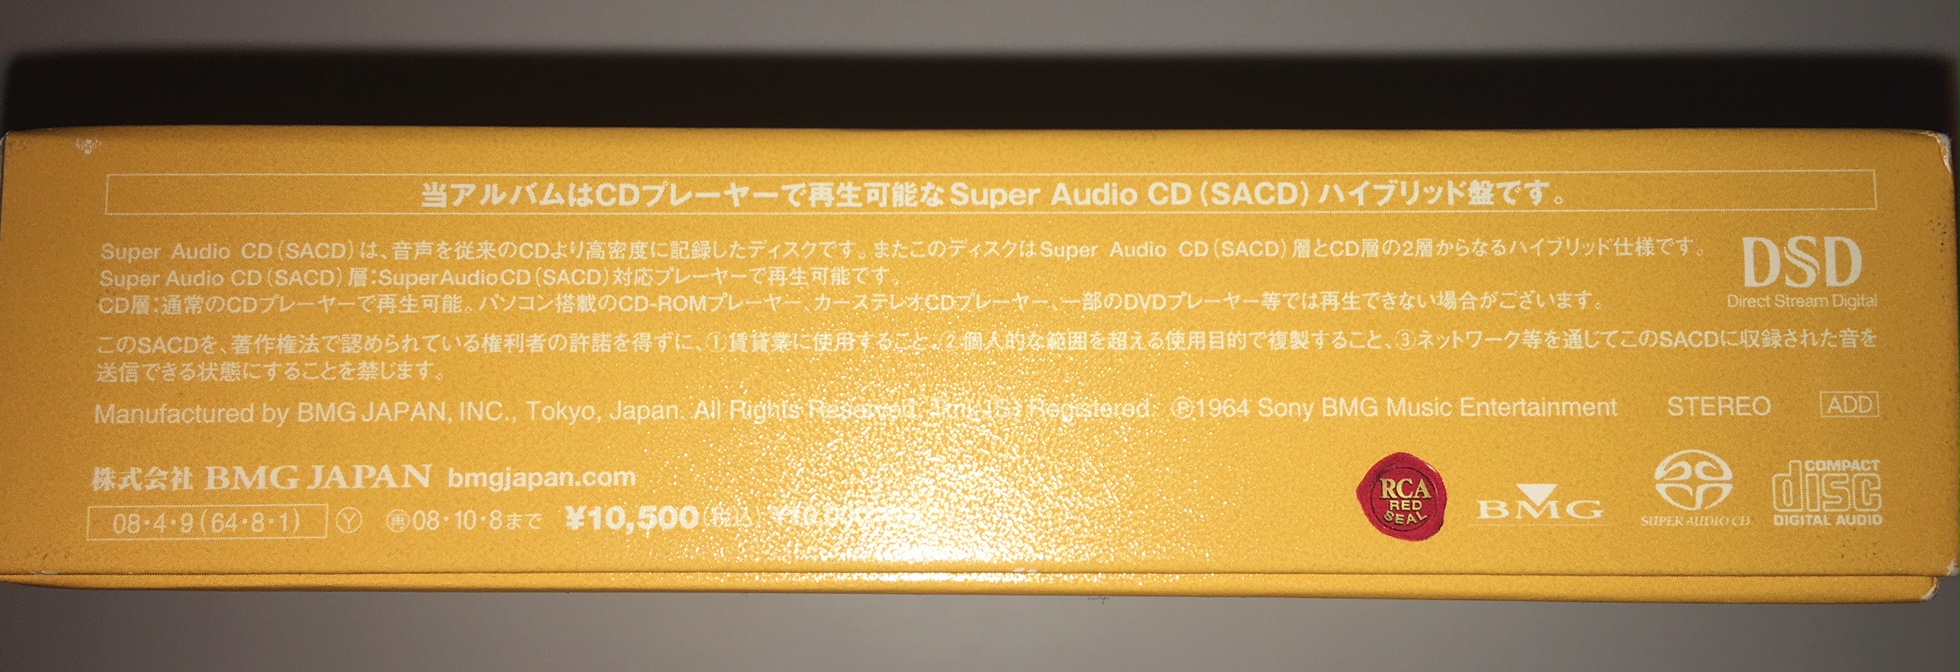 当アルバムはCDプレーヤーで再生可能なSuper Audio CD (SACD) ハイブリッド盤です。
Super Audio CD (SACD) は、音声を従来のCDより高密度に記録したディスクです。またこのディスクはSuper Audio CD (SACD) 層とCD層の2層からなるハイブリッド仕様です。
Super Audio CD (SACD) 層:Super Audio CD (SACD) 対応プレーヤーで再生可能です。
CD層:通常のCDプレーヤーで再生可能。パソコン搭載のCD-ROMプレーヤー、カーステレオCDプレーヤー、一部のDVDプレーヤー等では再生できない場合がございます。
DSD
Direct Stream Digital
このSACDを、著作権法で認められている権利者の許諾を得ずに、①賃貸業に使用すること、②個人的な範囲を超える使用目的で複製すること、③ネットワーク等を通じてこのSACDに収録された音を
送信できる状態にすることを禁じます。
Manufactured by BMG JAPAN, INC., Tokyo, Japan. All Rights Reserved. Registered. ℗1964 Sony BMG Music Entertainment STEREO ADD
株式会社 BMG JAPAN bmgjapan.com
08・4・9 (64・8・1) Ⓨ ㊞08・10・8まで ¥10,500 (税込)
RCA
RED
SEAL
BMG
SUPER AUDIO CD
COMPACT
disc
DIGITAL AUDIO